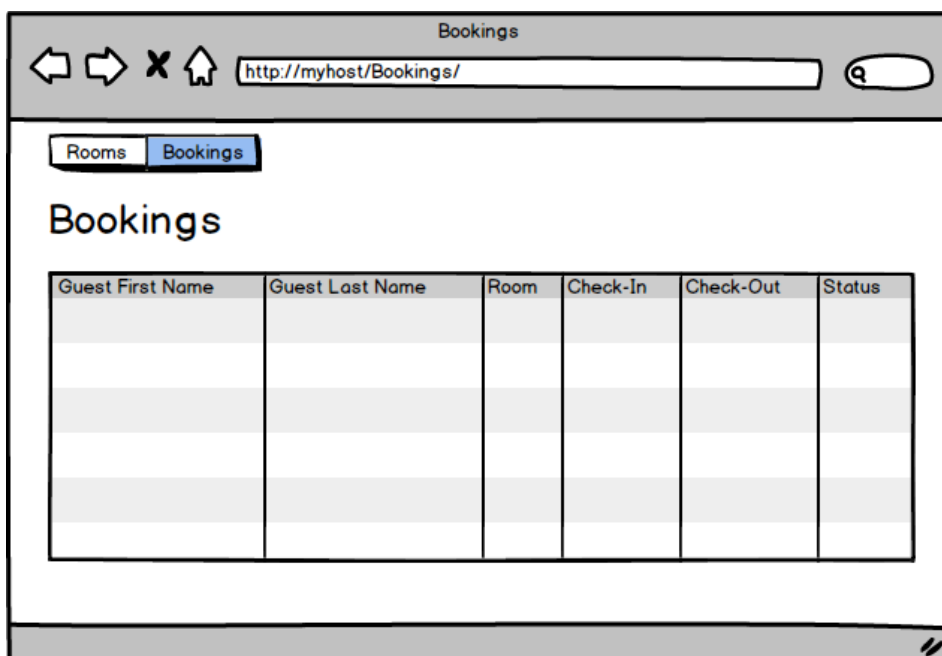 Bookings
http://myhost/Bookings/
Rooms Bookings
Bookings
Guest First Name Guest Last Name Room Check-In Check-Out Status